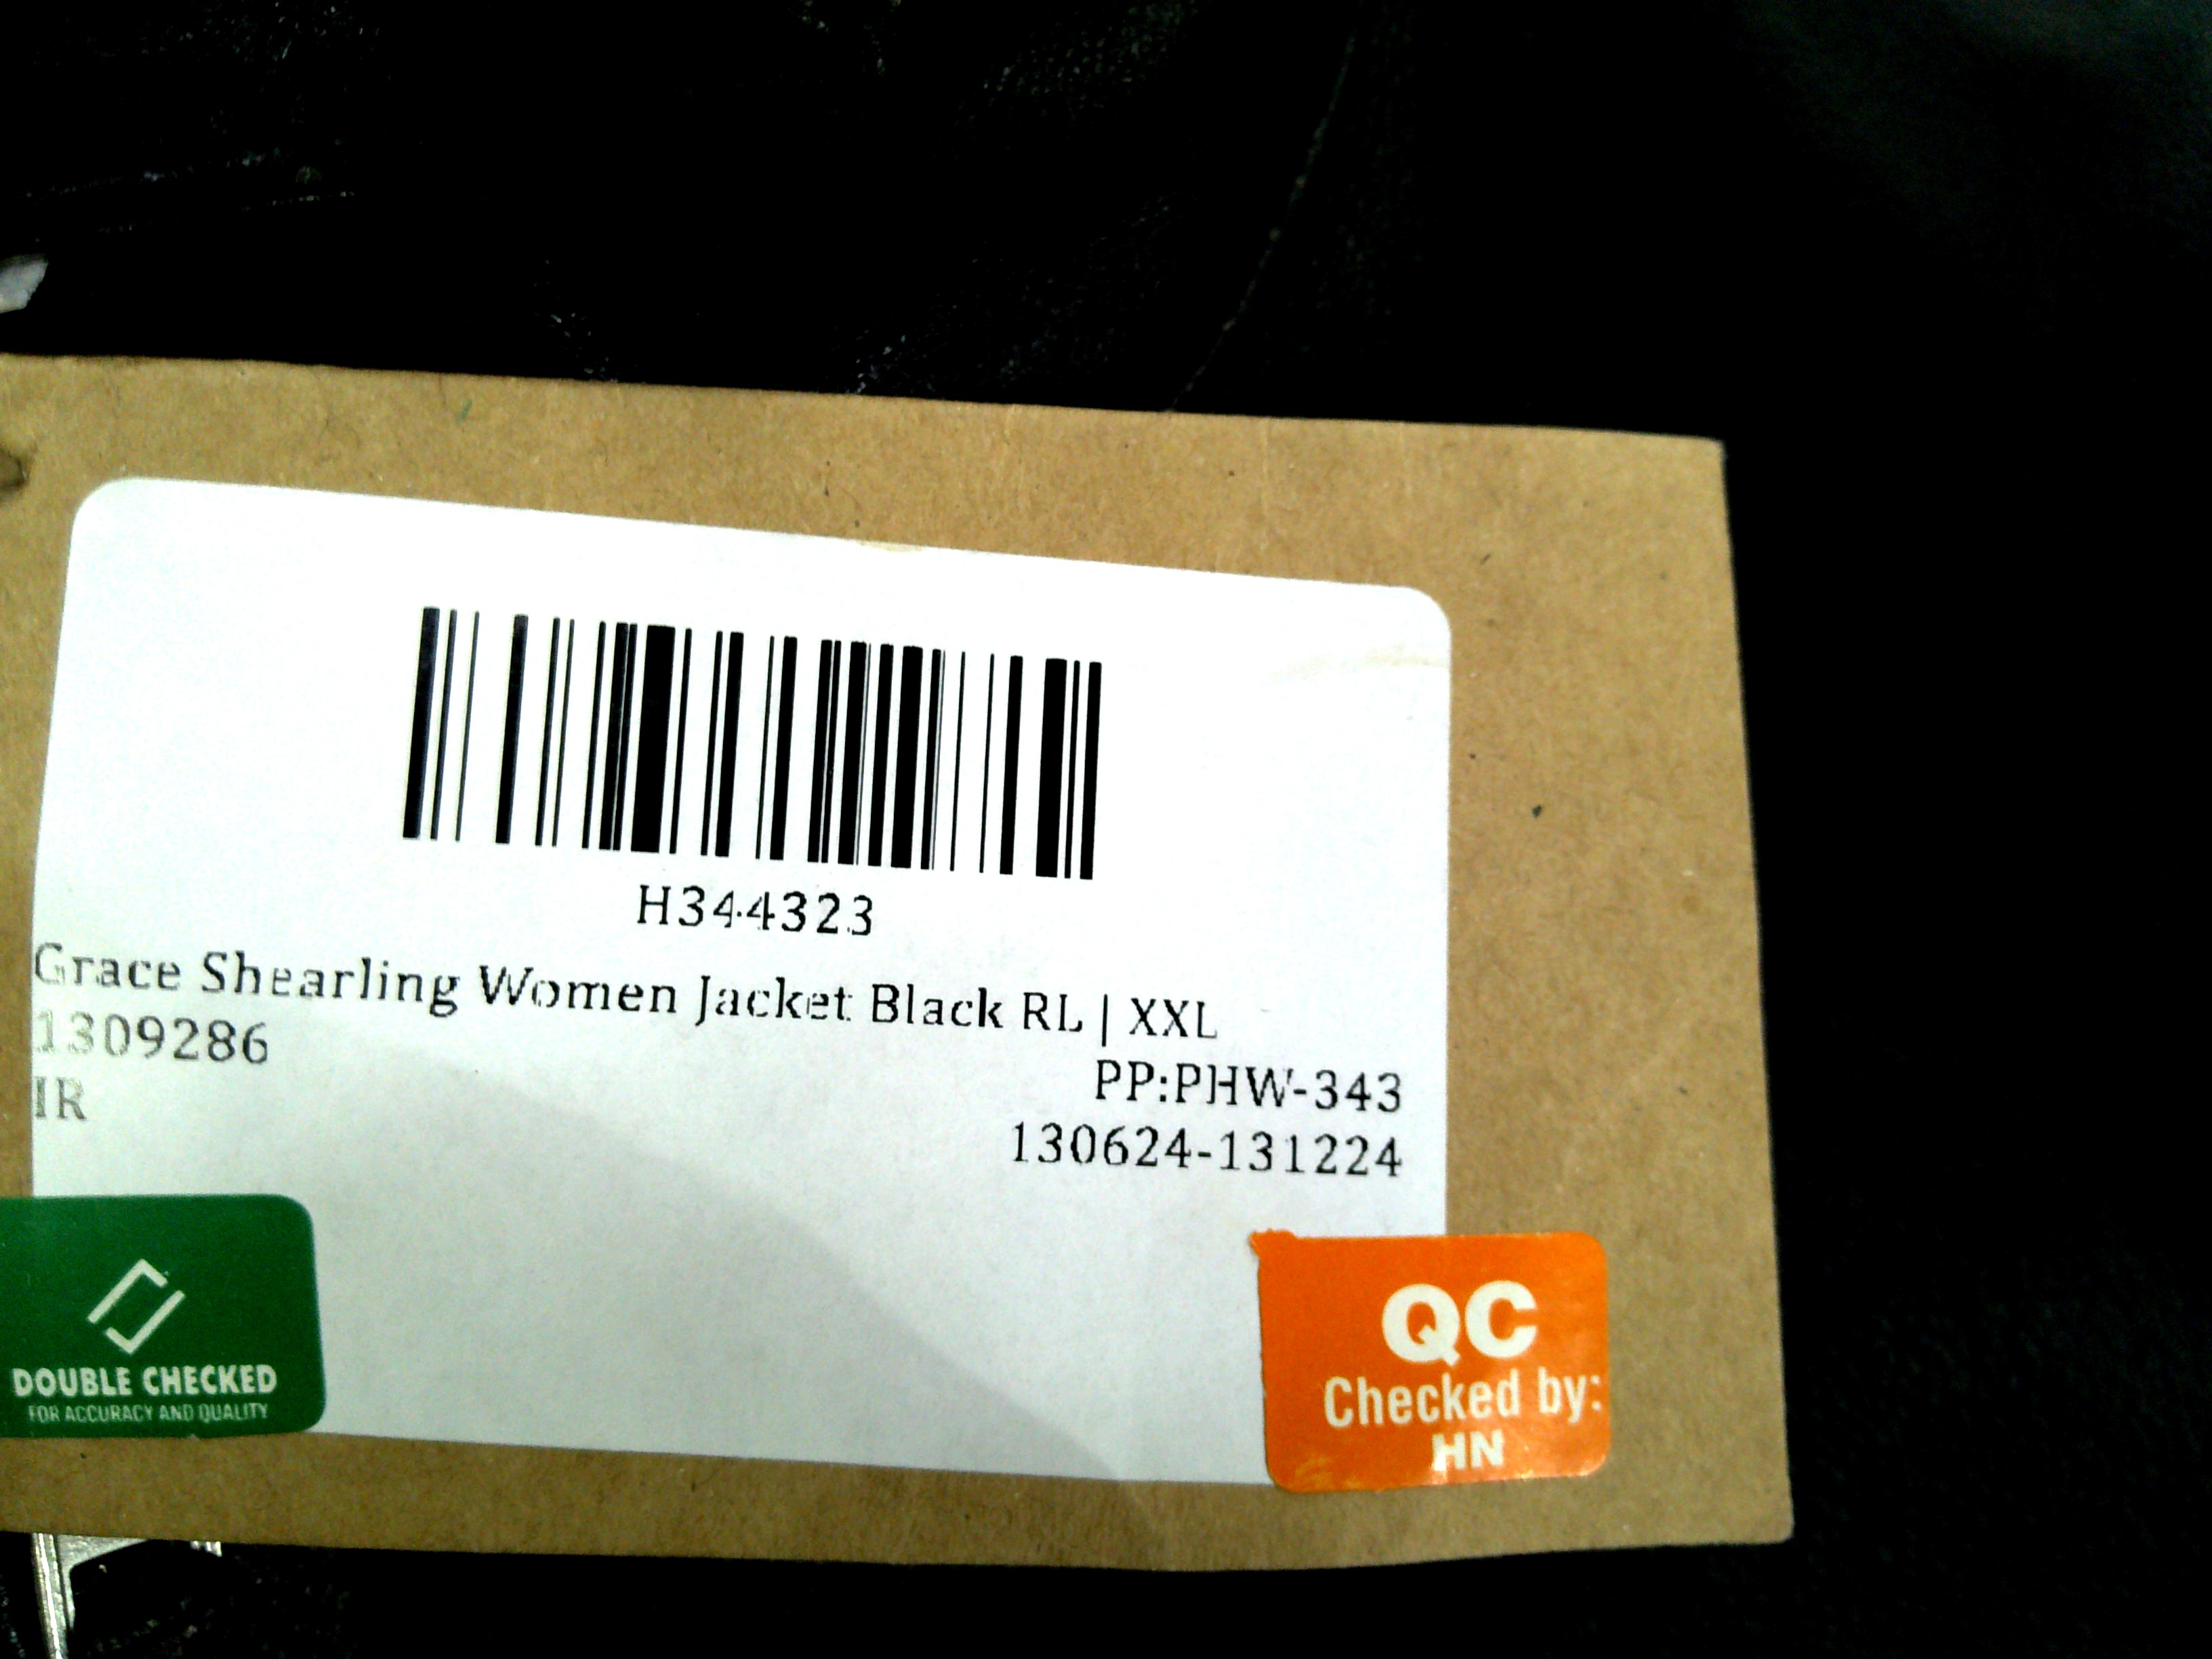 H344323
Grace Shearling Women Jacket Black RL | XXL
1309286
PP:PHW-343
IR
130624-131224
DOUBLE CHECKED
FOR ACCURACY AND QUALITY
QC
Checked by:
HN